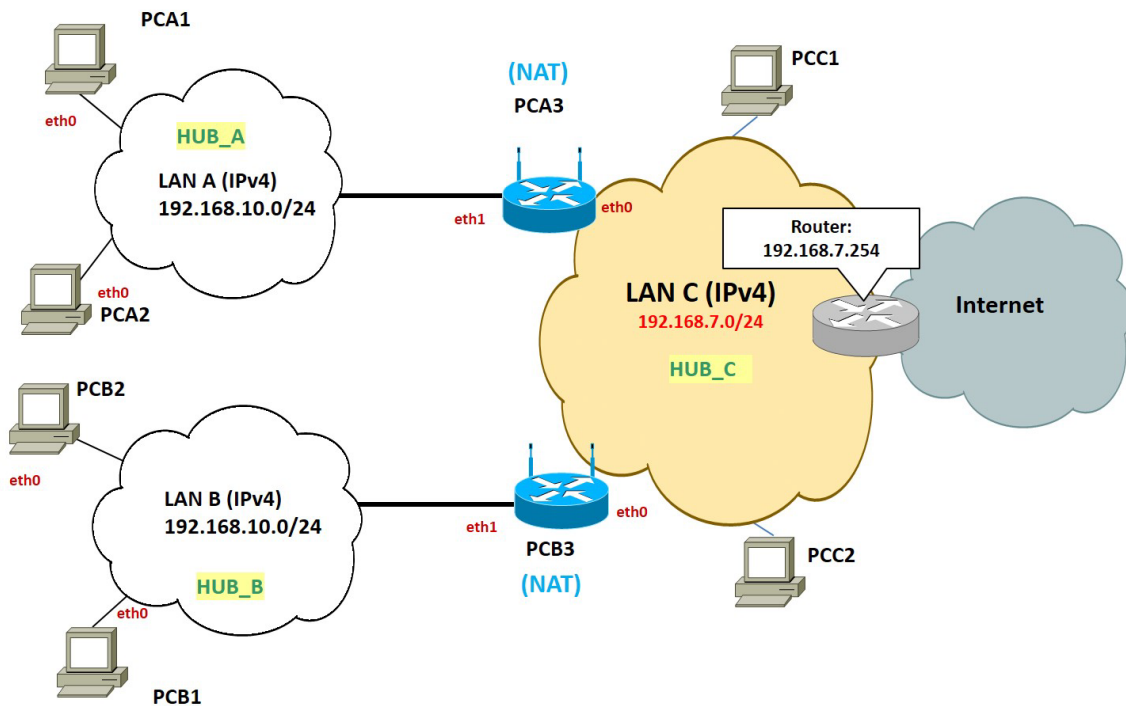 PCA1
eth0
HUB_A
LAN A (IPv4)
192.168.10.0/24
eth0
PCA2
(NAT)
PCA3
eth1
eth0
PCC1
Router:
192.168.7.254
LAN C (IPv4)
192.168.7.0/24
HUB_C
Internet
PCB2
eth0
LAN B (IPv4)
192.168.10.0/24
HUB_B
eth0
PCB1
eth1
eth0
PCB3
(NAT)
PCC2